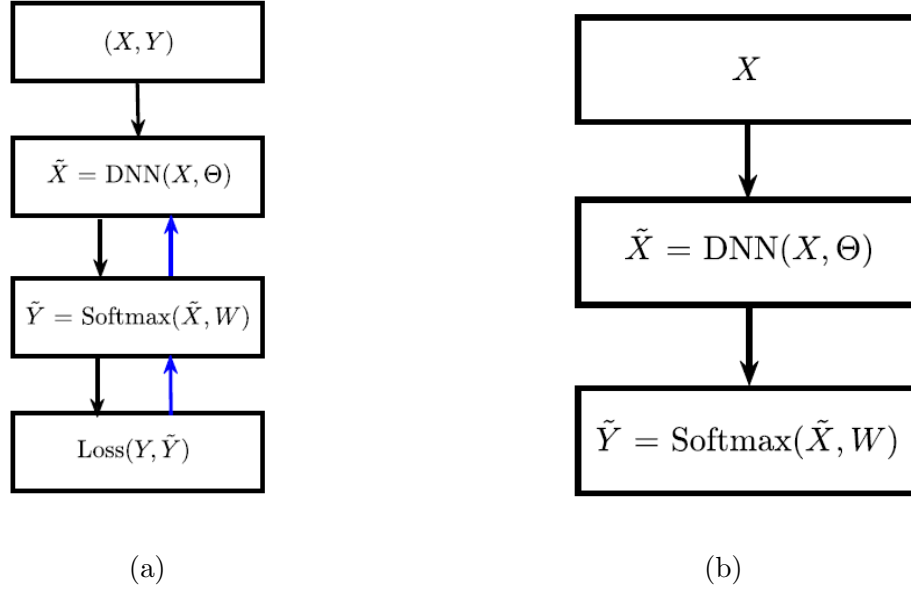 (X, Y)
X̃ = DNN(X, Θ)
Ỹ = Softmax(X̃, W)
Loss(Y, Ỹ)
(a)
X
X̃ = DNN(X, Θ)
Ỹ = Softmax(X̃, W)
(b)